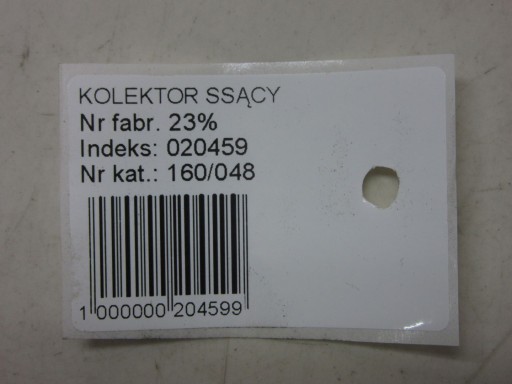 KOLEKTOR SSĄCY
Nr fabr. 23%
Indeks: 020459
Nr kat.: 160/048
1 000000 204599